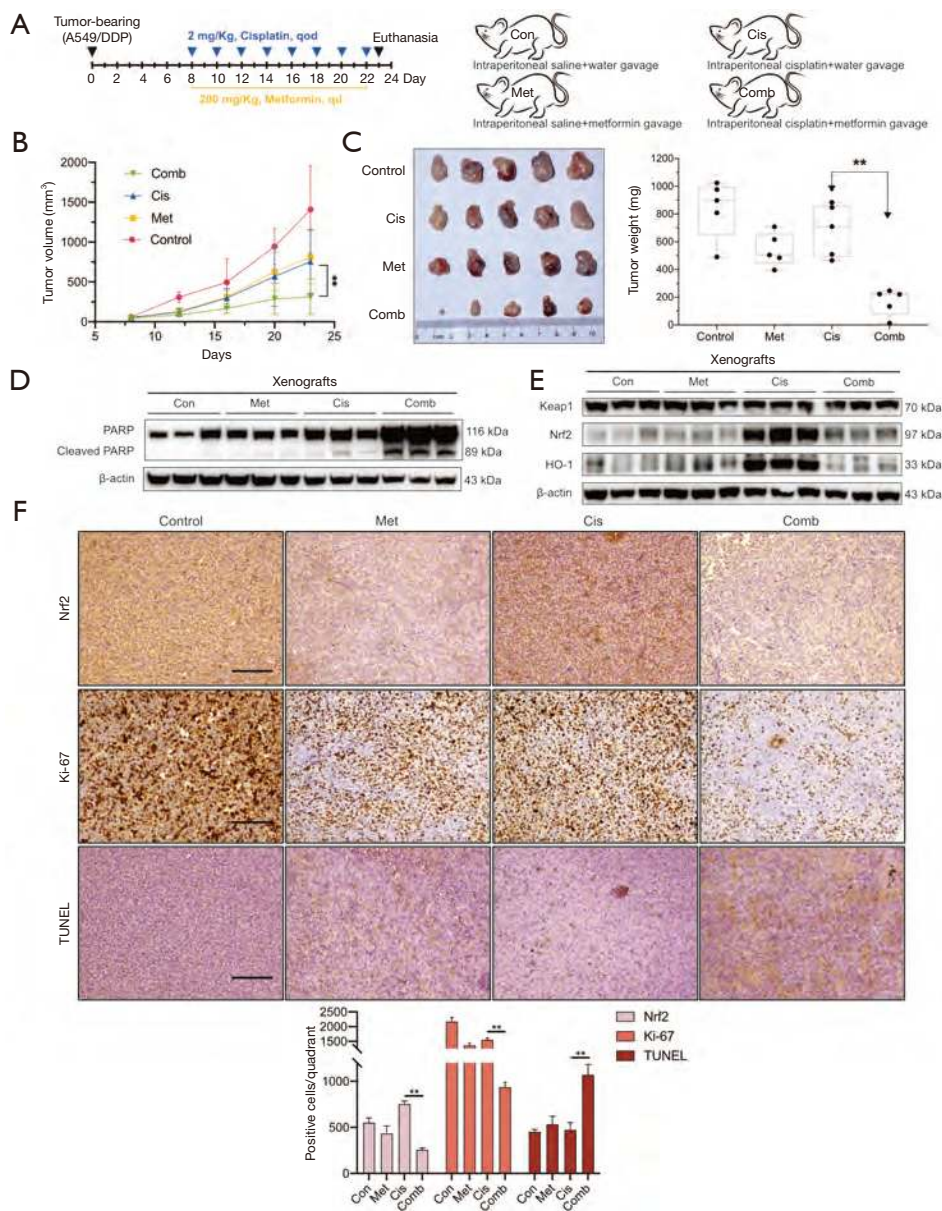 A
Tumor-bearing
(A549/DDP)
2 mg/Kg, Cisplatin, qod
Euthanasia
0 2 4 6 8 10 12 14 16 18 20 22 24 Day
200 mg/Kg, Metformin, qd
Con
Intraperitoneal saline+water gavage
Cis
Intraperitoneal cisplatin+water gavage
Met
Intraperitoneal saline+metformin gavage
Comb
Intraperitoneal cisplatin+metformin gavage
B
Tumor volume (mm³)
2000
1500
1000
500
0
Comb
Cis
Met
Control
**
5 10 15 20 25
Days
C
Control
Cis
Met
Comb
Tumor weight (mg)
1200
1000
800
600
400
200
0
**
Control Met Cis Comb
D
Xenografts
Con Met Cis Comb
PARP 116 kDa
Cleaved PARP 89 kDa
β-actin 43 kDa
E
Xenografts
Con Met Cis Comb
Keap1 70 kDa
Nrf2 97 kDa
HO-1 33 kDa
β-actin 43 kDa
F
Control Met Cis Comb
Nrf2
Ki-67
TUNEL
Positive cells/quadrant
2500
1500
1000
500
0
** ** **
Nrf2
Ki-67
TUNEL
Con Met Cis Comb Con Met Cis Comb Con Met Cis Comb